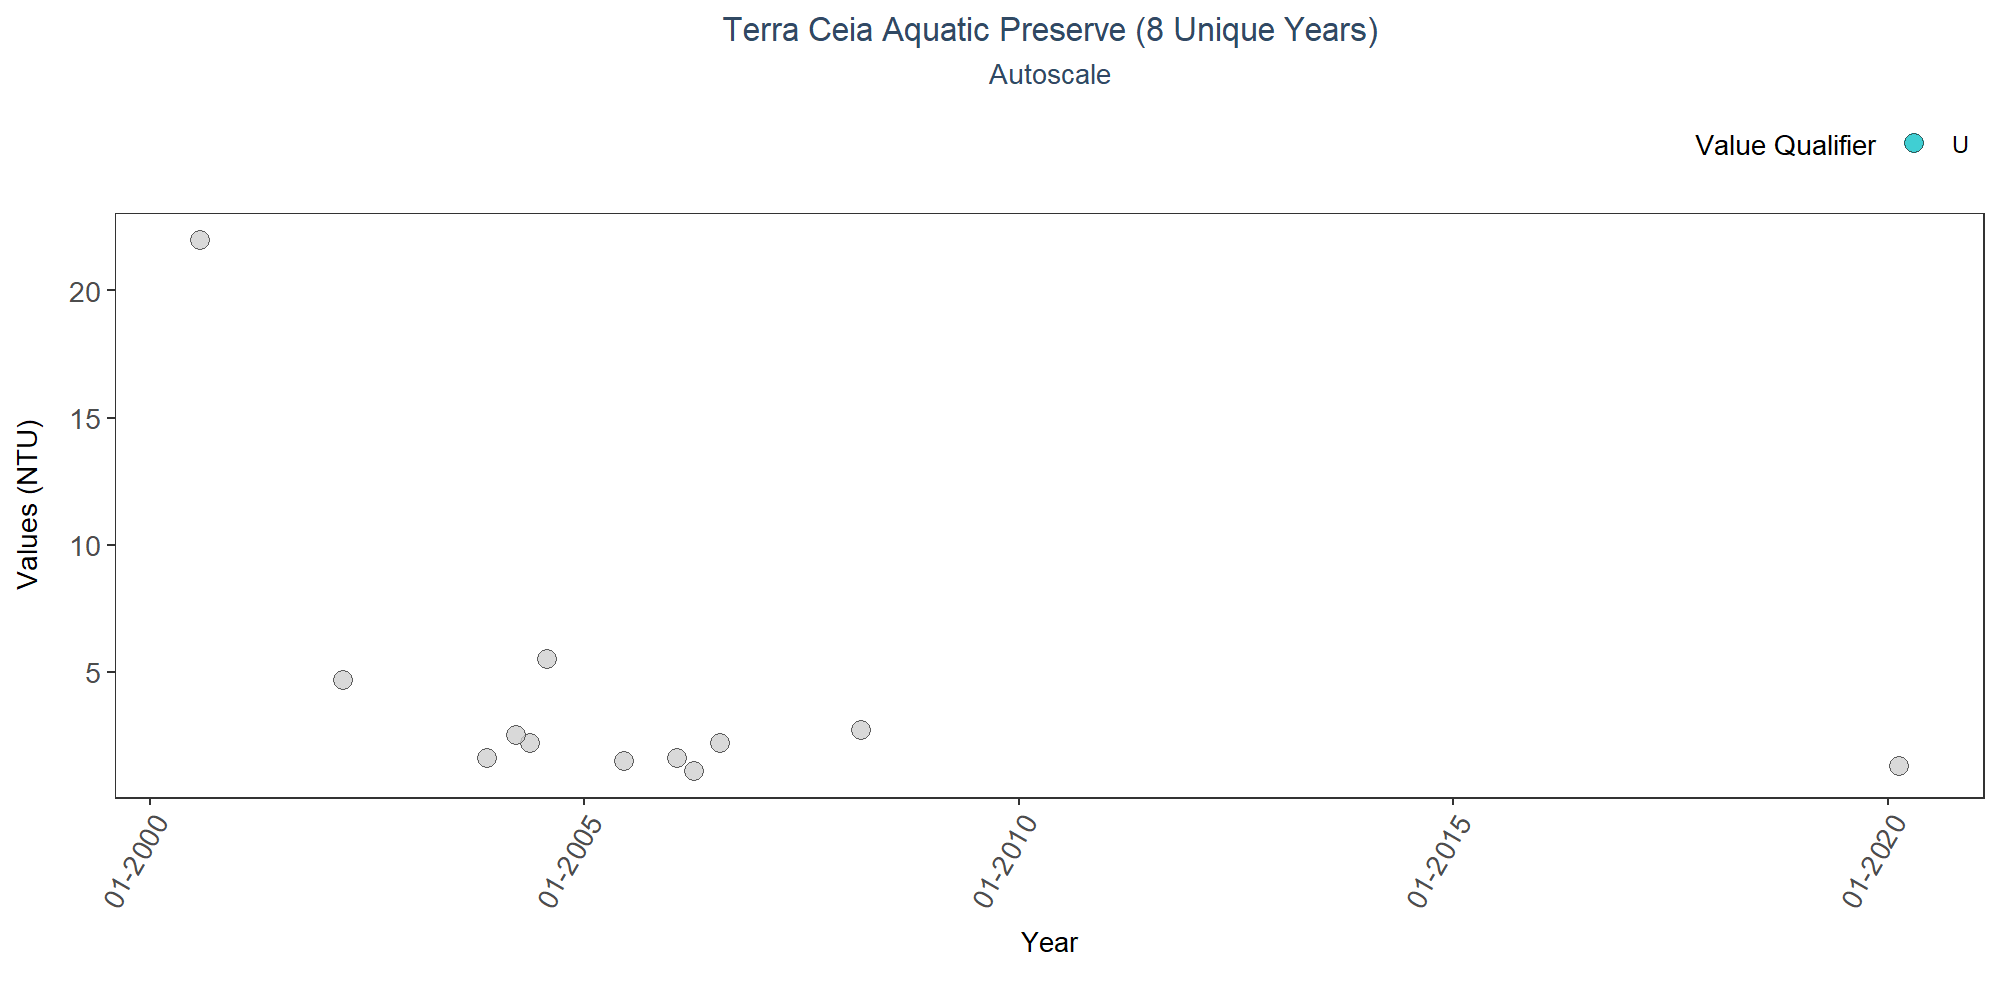 Terra Ceia Aquatic Preserve (8 Unique Years)
Autoscale
Value Qualifier U
20
15
10
5
Values (NTU)
01-2000
01-2005
01-2010
01-2015
01-2020
Year